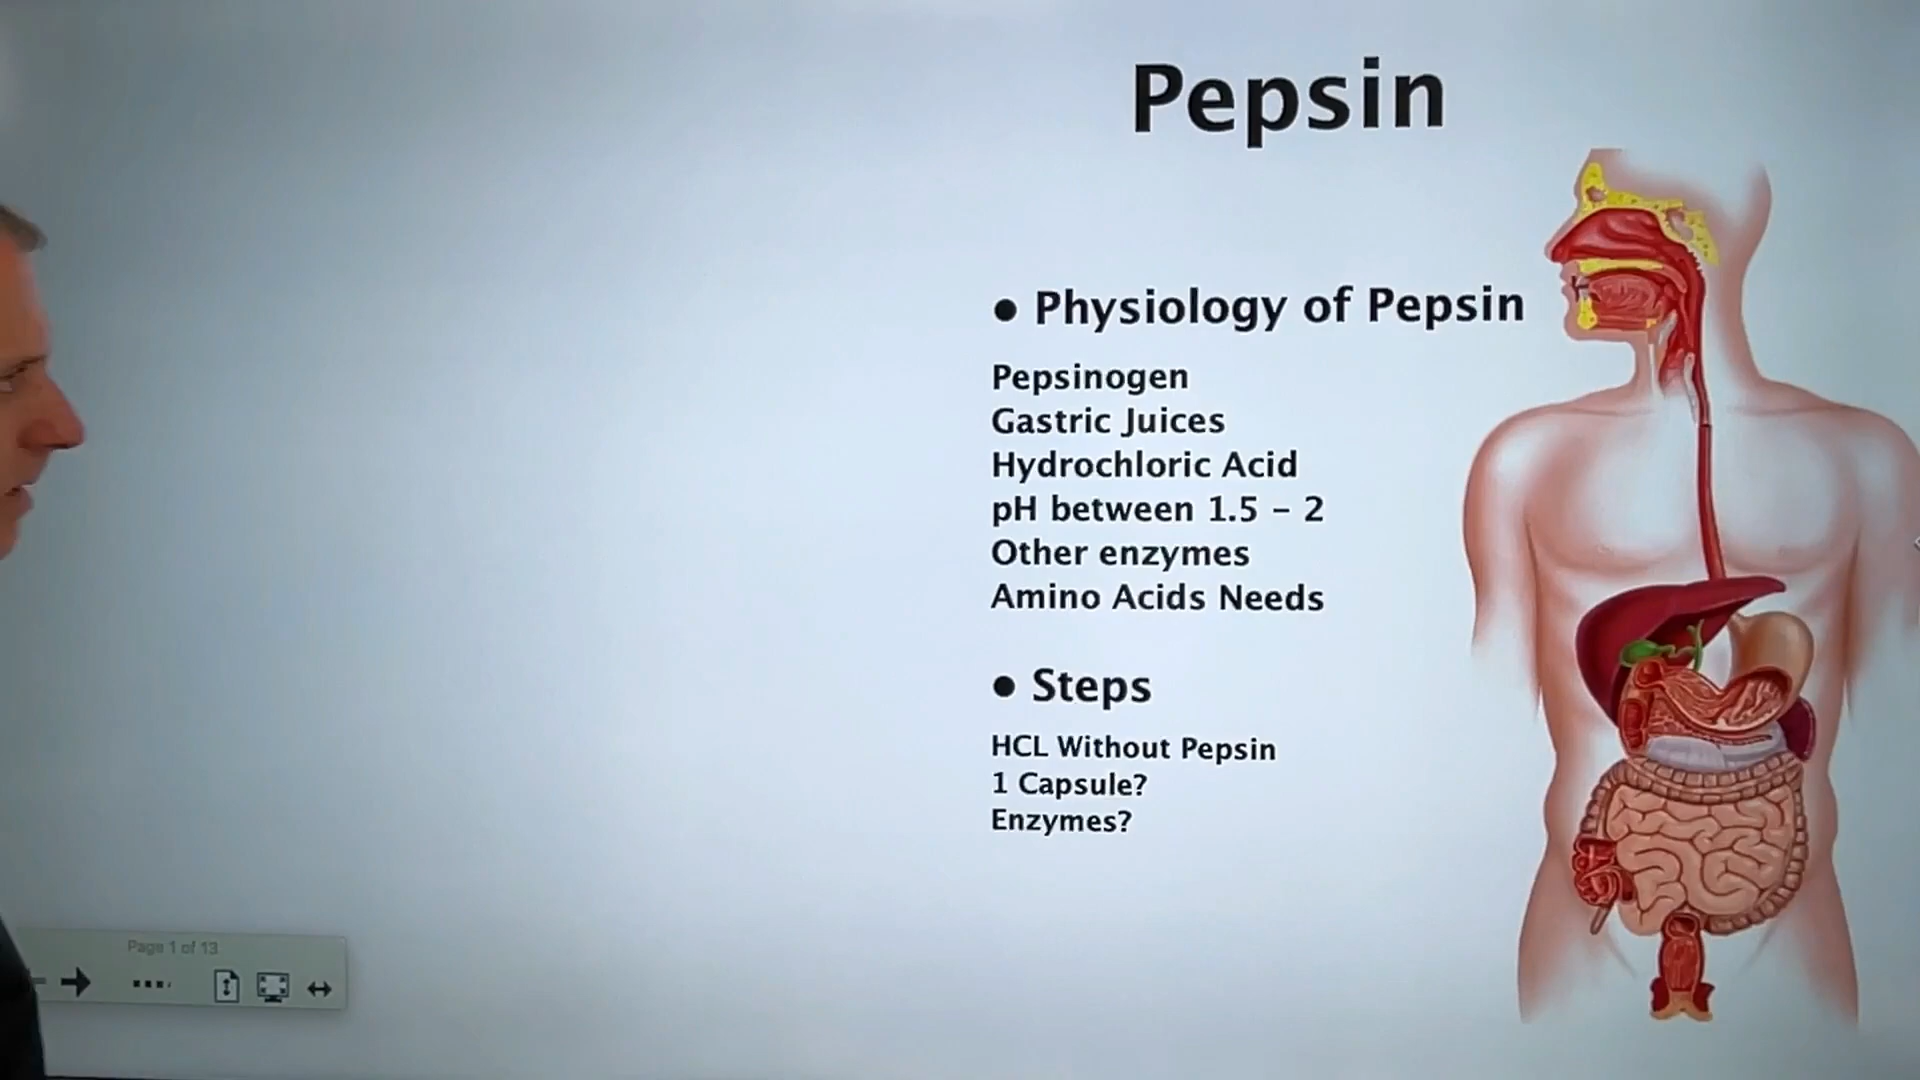 Pepsin
● Physiology of Pepsin
Pepsinogen
Gastric Juices
Hydrochloric Acid
pH between 1.5 – 2
Other enzymes
Amino Acids Needs
● Steps
HCL Without Pepsin
1 Capsule?
Enzymes?
Page 1 of 13